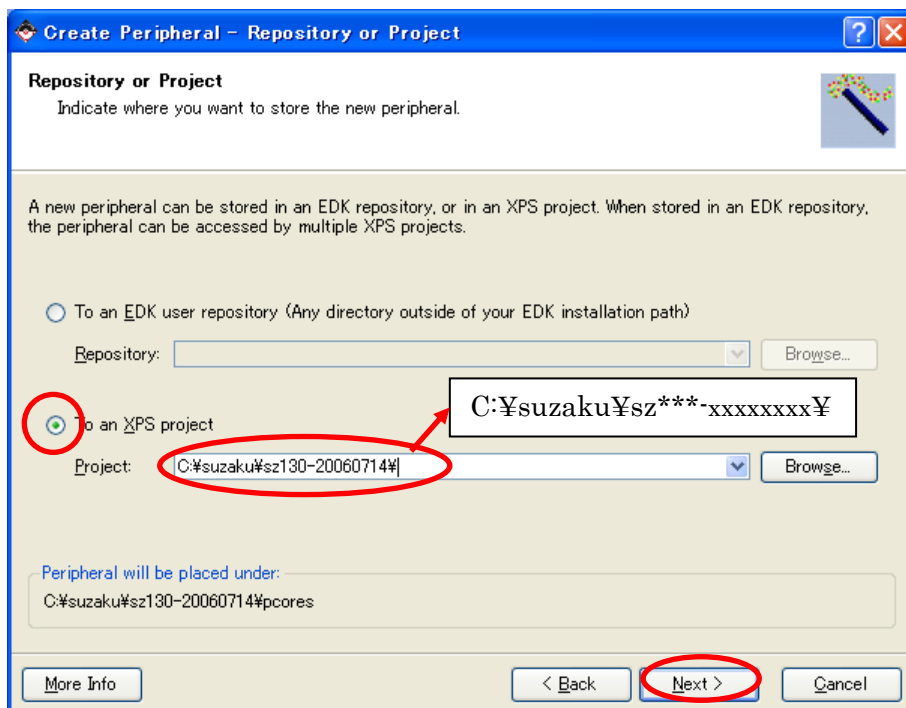 Create Peripheral - Repository or Project
Repository or Project
Indicate where you want to store the new peripheral.
A new peripheral can be stored in an EDK repository, or in an XPS project. When stored in an EDK repository,
the peripheral can be accessed by multiple XPS projects.
To an EDK user repository (Any directory outside of your EDK installation path)
Repository:
Browse...
C:¥suzaku¥sz***-xxxxxxxx¥
To an XPS project
Project: C:¥suzaku¥sz130-20060714¥
Browse...
Peripheral will be placed under:
C:¥suzaku¥sz130-20060714¥pcores
More Info
< Back
Next >
Cancel